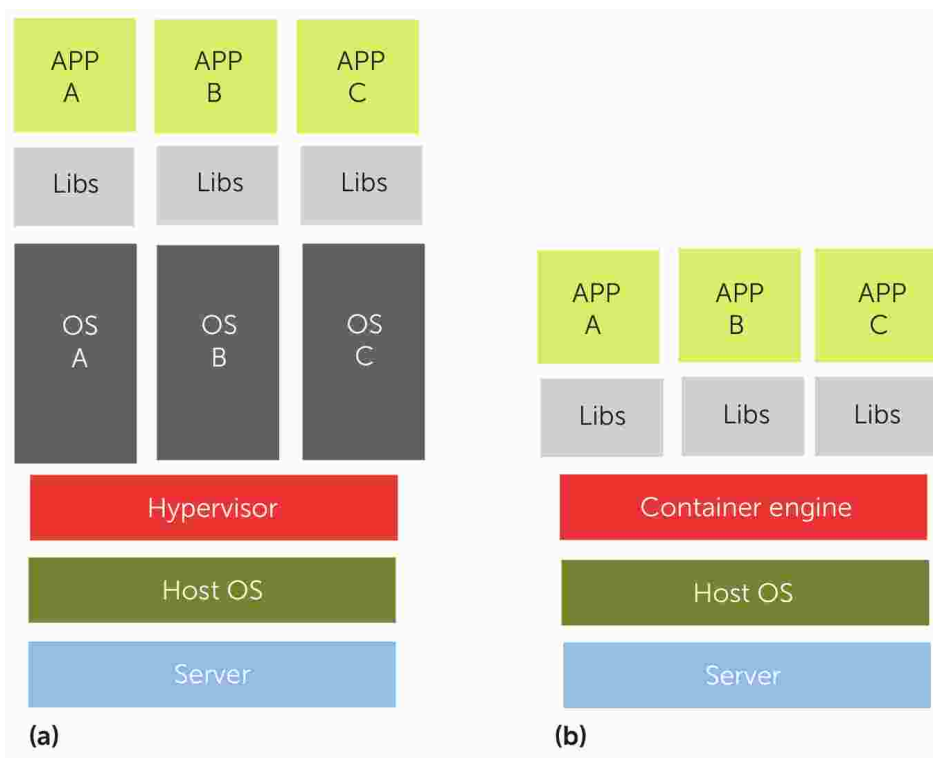 APP
A
APP
B
APP
C
Libs
Libs
Libs
OS
A
OS
B
OS
C
Hypervisor
Host OS
Server
(a)
APP
A
APP
B
APP
C
Libs
Libs
Libs
Container engine
Host OS
Server
(b)